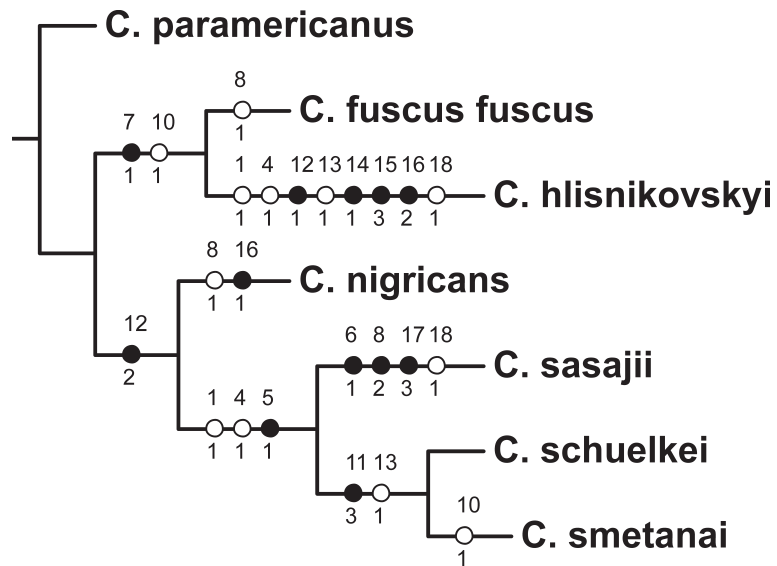 C. paramericanus
8
7 10
C. fuscus fuscus
1
1 1
1 4 12 13 14 15 16 18
C. hlisnikovskyi
1 1 1 1 1 3 2 1
8 16
C. nigricans
1 1
12
2
6 8 17 18
C. sasajii
1 2 3 1
1 4 5
1 1 1
C. schuelkei
11 13
3 1
10
C. smetanai
1